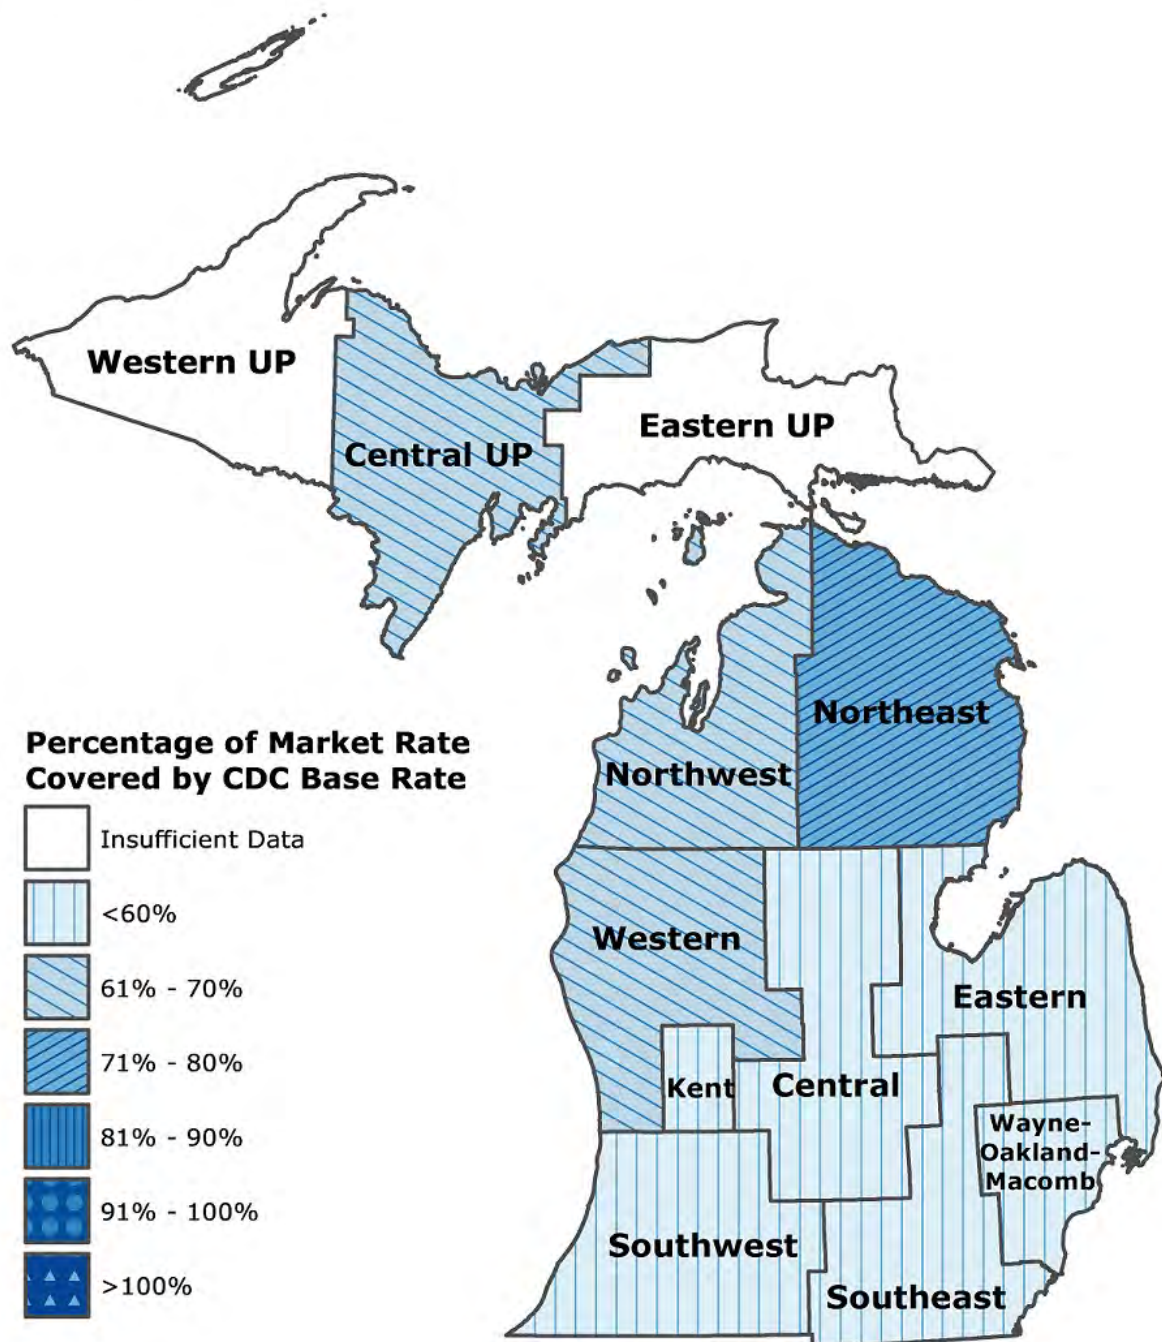 Western UP
Central UP
Eastern UP
Northeast
Northwest
Percentage of Market Rate
Covered by CDC Base Rate
Insufficient Data
<60%
61% - 70%
71% - 80%
81% - 90%
91% - 100%
>100%
Western
Eastern
Kent
Central
Wayne-
Oakland-
Macomb
Southwest
Southeast